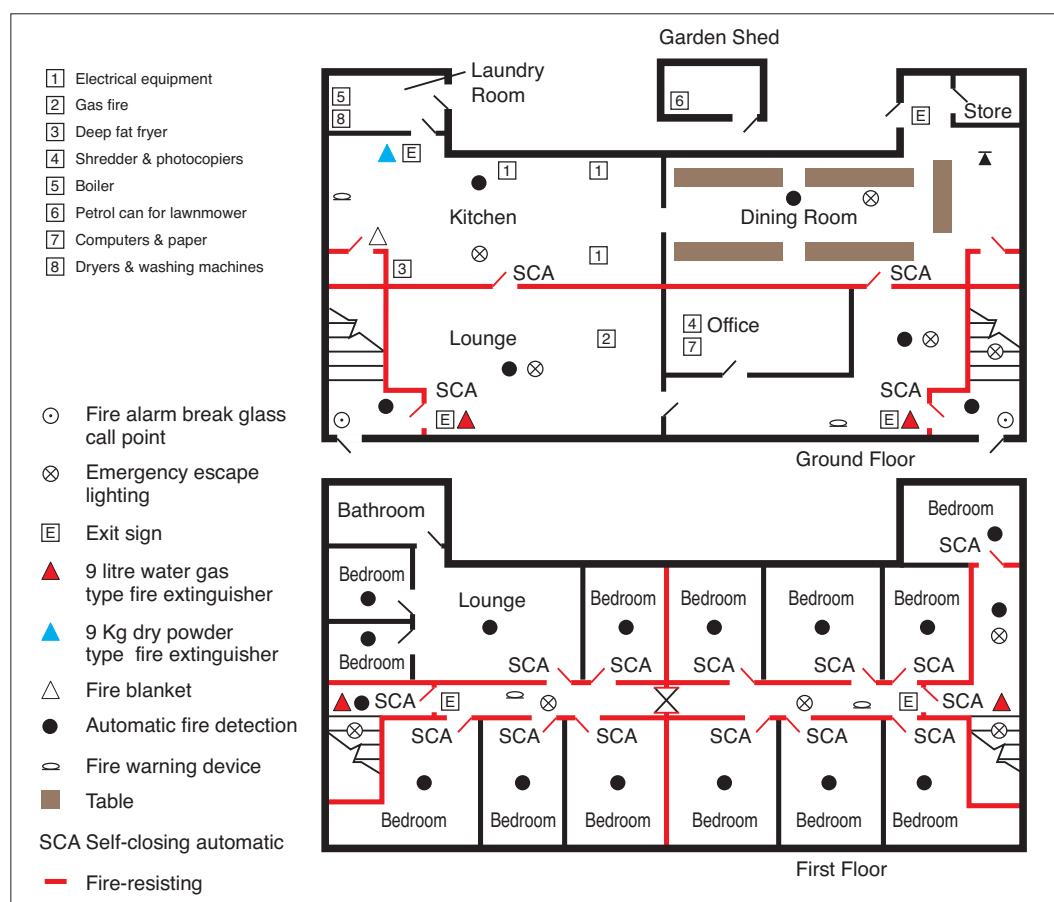 1 Electrical equipment
2 Gas fire
3 Deep fat fryer
4 Shredder & photocopiers
5 Boiler
6 Petrol can for lawnmower
7 Computers & paper
8 Dryers & washing machines
Fire alarm break glass
call point
Emergency escape
lighting
E Exit sign
9 litre water gas
type fire extinguisher
9 Kg dry powder
type fire extinguisher
Fire blanket
Automatic fire detection
Fire warning device
Table
SCA Self-closing automatic
Fire-resisting
Garden Shed
6
Laundry
Room
5
8
E
Store
E
1
1
Kitchen
Dining Room
1
3
SCA
SCA
Lounge
2
4 Office
7
SCA
SCA
E
E
Ground Floor
Bathroom
Bedroom
SCA
Bedroom
Lounge
Bedroom
Bedroom
Bedroom
Bedroom
Bedroom
SCA
SCA
SCA
SCA
SCA
SCA
E
E
SCA
SCA
SCA
SCA
SCA
SCA
SCA
Bedroom
Bedroom
Bedroom
Bedroom
Bedroom
Bedroom
First Floor